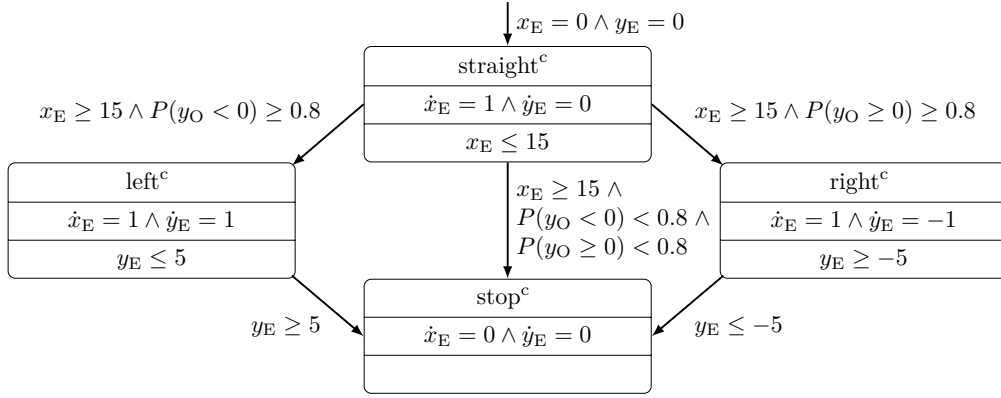 x_E = 0 ∧ y_E = 0
straight^c
ẋ_E = 1 ∧ ẏ_E = 0
x_E ≤ 15
x_E ≥ 15 ∧ P(y_O < 0) ≥ 0.8
x_E ≥ 15 ∧ P(y_O ≥ 0) ≥ 0.8
left^c
ẋ_E = 1 ∧ ẏ_E = 1
y_E ≤ 5
x_E ≥ 15 ∧
P(y_O < 0) < 0.8 ∧
P(y_O ≥ 0) < 0.8
right^c
ẋ_E = 1 ∧ ẏ_E = −1
y_E ≥ −5
y_E ≥ 5
y_E ≤ −5
stop^c
ẋ_E = 0 ∧ ẏ_E = 0